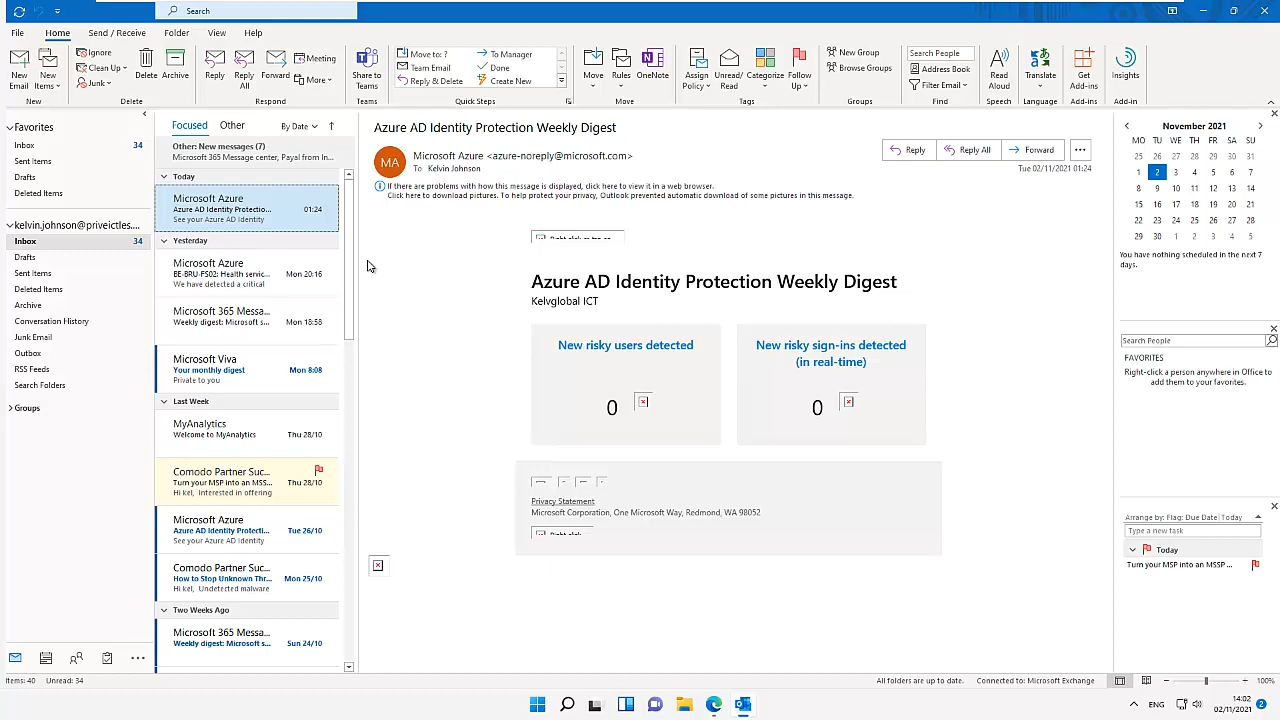 Search
File
Home
Send / Receive
Folder
View
Help
New
Email
New
Items
New
Ignore
Clean Up
Junk
Delete
Archive
Delete
Reply
Reply
All
Forward
Meeting
More
Respond
Share to
Teams
Teams
Move to: ?
Team Email
Reply & Delete
To Manager
Done
Create New
Quick Steps
Move
Rules
OneNote
Move
Assign
Policy
Unread/
Read
Categorize
Follow
Up
Tags
New Group
Browse Groups
Groups
Search People
Address Book
Filter Email
Find
Read
Aloud
Speech
Translate
Language
Get
Add-ins
Add-ins
Insights
Add-in
Favorites
Inbox 34
Sent Items
Drafts
Deleted Items
kelvin.johnson@priveictles....
Inbox 34
Drafts
Sent Items
Deleted Items
Archive
Conversation History
Junk Email
Outbox
RSS Feeds
Search Folders
Groups
Focused
Other
By Date
Other: New messages (7)
Microsoft 365 Message center, Payal from In...
Today
Microsoft Azure
Azure AD Identity Protectio... 01:24
See your Azure AD Identity
Yesterday
Microsoft Azure
BE-BRU-FS02: Health servic... Mon 20:16
We have detected a critical
Microsoft 365 Messa...
Weekly digest: Microsoft s... Mon 18:58
Microsoft Viva
Your monthly digest Mon 8:08
Private to you
Last Week
MyAnalytics
Welcome to MyAnalytics Thu 28/10
Comodo Partner Suc...
Turn your MSP into an MSS... Thu 28/10
Hi kel, Interested in offering
Microsoft Azure
Azure AD Identity Protecti... Tue 26/10
See your Azure AD Identity
Comodo Partner Suc...
How to Stop Unknown Thr... Mon 25/10
Hi kel, Undetected malware
Two Weeks Ago
Microsoft 365 Messa...
Weekly digest: Microsoft s... Sun 24/10
Azure AD Identity Protection Weekly Digest
MA
Microsoft Azure <azure-noreply@microsoft.com>
To Kelvin Johnson
Reply
Reply All
Forward
Tue 02/11/2021 01:24
If there are problems with how this message is displayed, click here to view it in a web browser.
Click here to download pictures. To help protect your privacy, Outlook prevented automatic download of some pictures in this message.
Azure AD Identity Protection Weekly Digest
Kelvglobal ICT
New risky users detected
0
New risky sign-ins detected
(in real-time)
0
Privacy Statement
Microsoft Corporation, One Microsoft Way, Redmond, WA 98052
November 2021
MO TU WE TH FR SA SU
25 26 27 28 29 30 31
1 2 3 4 5 6 7
8 9 10 11 12 13 14
15 16 17 18 19 20 21
22 23 24 25 26 27 28
29 30 1 2 3 4 5
You have nothing scheduled in the next 7
days.
Search People
FAVORITES
Right-click a person anywhere in Office to
add them to your favorites.
Arrange by: Flag: Due Date Today
Type a new task
Today
Turn your MSP into an MSSP ...
Items: 40 Unread: 34
All folders are up to date. Connected to: Microsoft Exchange
100%
ENG
14:02
02/11/2021
2